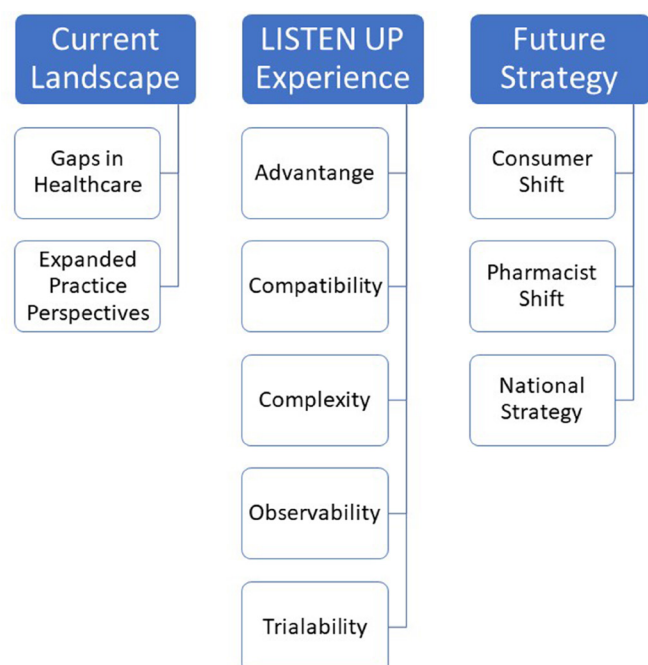 Current
Landscape
Gaps in
Healthcare
Expanded
Practice
Perspectives
LISTEN UP
Experience
Advantange
Compatibility
Complexity
Observability
Trialability
Future
Strategy
Consumer
Shift
Pharmacist
Shift
National
Strategy